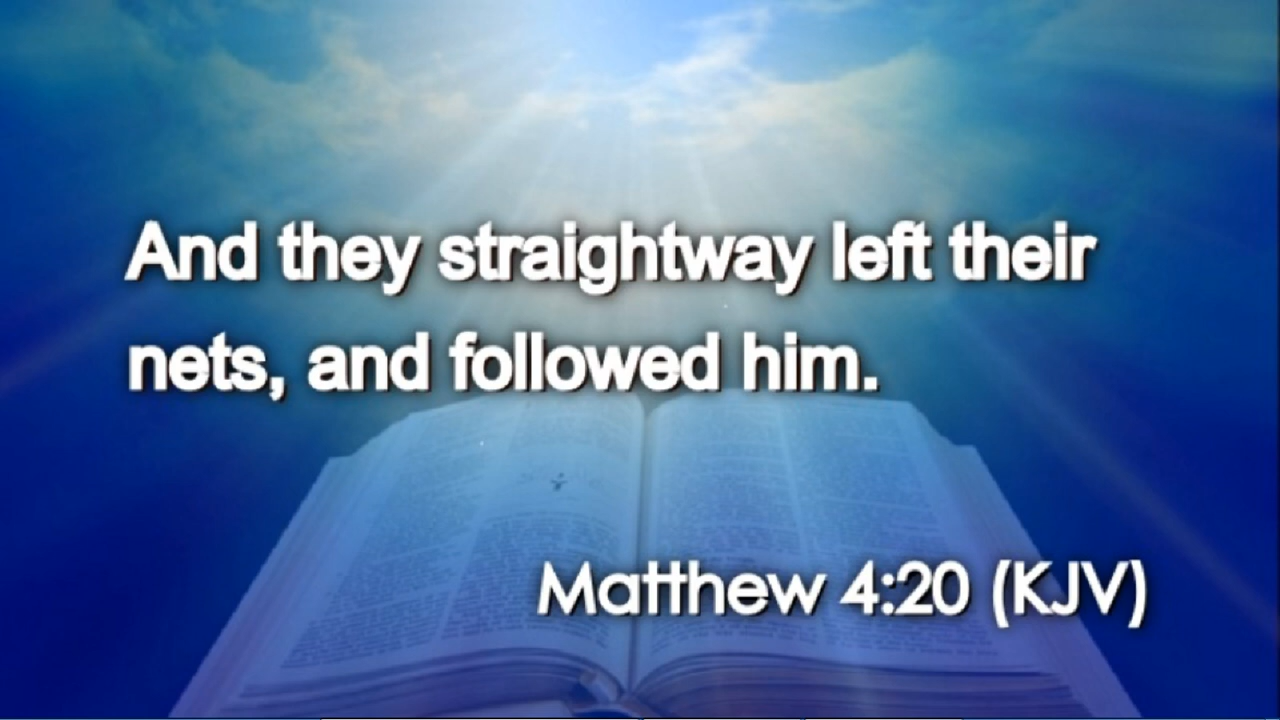 And they straightway left their
nets, and followed him.
Matthew 4:20 (KJV)